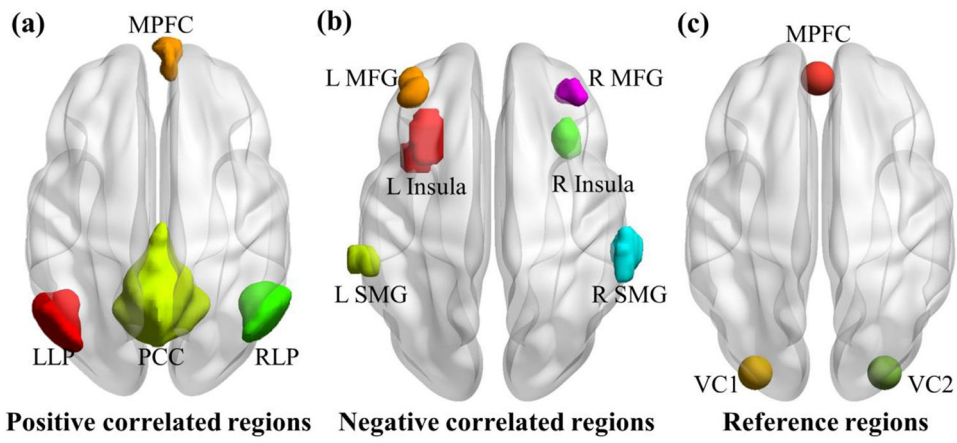 (a)
MPFC
LLP
PCC
RLP
Positive correlated regions
(b)
L MFG
R MFG
L Insula
R Insula
L SMG
R SMG
Negative correlated regions
(c)
MPFC
VC1
VC2
Reference regions